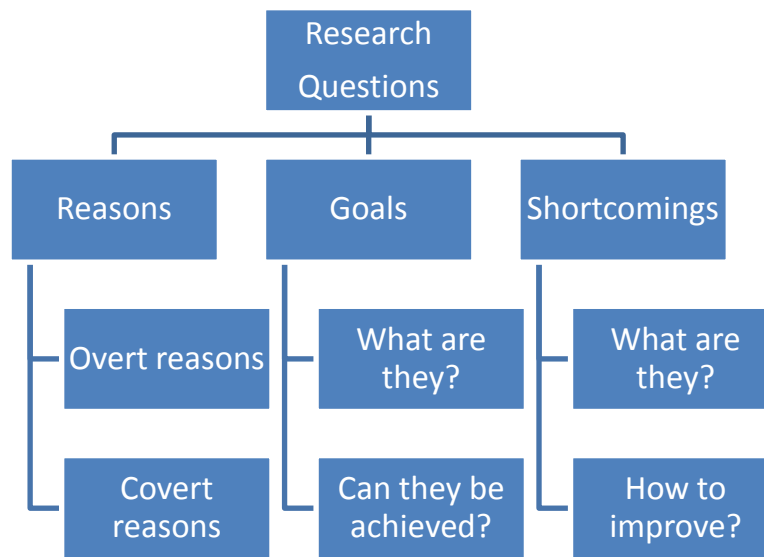 Research
Questions
Reasons
Goals
Shortcomings
Overt reasons
What are
they?
What are
they?
Covert
reasons
Can they be
achieved?
How to
improve?